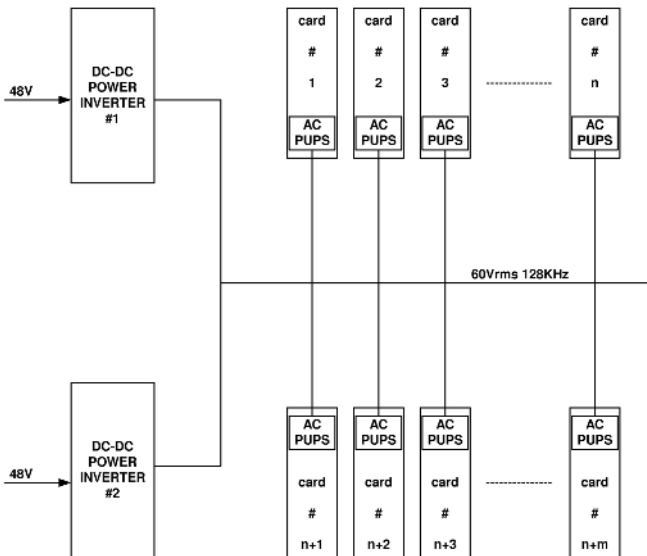 48V
DC-DC
POWER
INVERTER
#1
card
#
1
AC
PUPS
card
#
2
AC
PUPS
card
#
3
AC
PUPS
card
#
n
AC
PUPS
60Vrms 128KHz
48V
DC-DC
POWER
INVERTER
#2
AC
PUPS
card
#
n+1
AC
PUPS
card
#
n+2
AC
PUPS
card
#
n+3
AC
PUPS
card
#
n+m